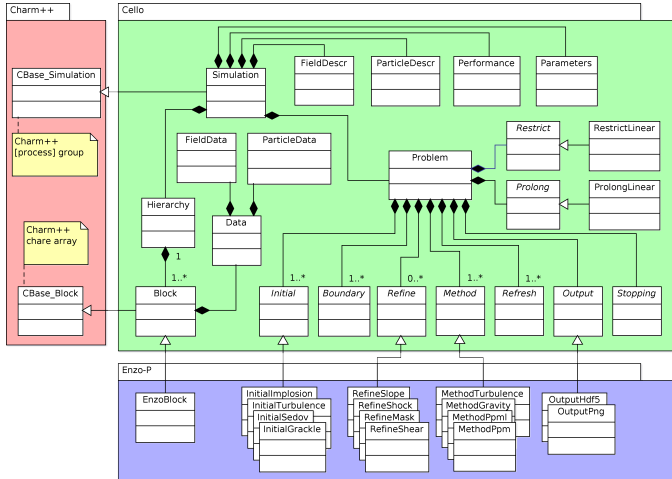 Charm++
Cello
CBase_Simulation
Simulation
FieldDescr
ParticleDescr
Performance
Parameters
Charm++
[process] group
FieldData
ParticleData
Problem
Restrict
RestrictLinear
Prolong
ProlongLinear
Hierarchy
Data
Charm++
chare array
1
1..*
1..*
1..*
0..*
1..*
1..*
CBase_Block
Block
Initial
Boundary
Refine
Method
Refresh
Output
Stopping
Enzo-P
EnzoBlock
InitialImplosion
InitialTurbulence
InitialSedov
InitialGrackle
RefineSlope
RefineShock
RefineMask
RefineShear
MethodTurbulence
MethodGravity
MethodPpml
MethodPpm
OutputHdf5
OutputPng